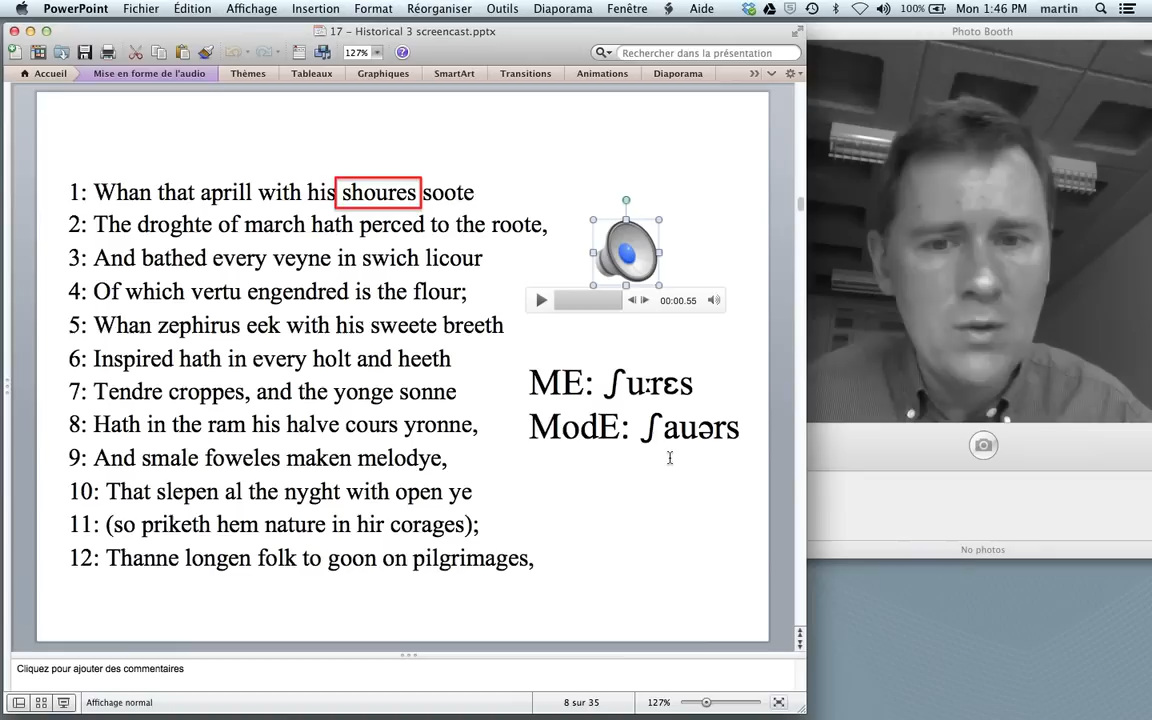 PowerPoint Fichier Édition Affichage Insertion Format Réorganiser Outils Diaporama Fenêtre Aide 100% Mon 1:46 PM martin
17 – Historical 3 screencast.pptx
Photo Booth
127% Rechercher dans la présentation
Accueil Mise en forme de l'audio Thèmes Tableaux Graphiques SmartArt Transitions Animations Diaporama
1: Whan that aprill with his shoures soote
2: The droghte of march hath perced to the roote,
3: And bathed every veyne in swich licour
4: Of which vertu engendred is the flour;
5: Whan zephirus eek with his sweete breeth
6: Inspired hath in every holt and heeth
7: Tendre croppes, and the yonge sonne
8: Hath in the ram his halve cours yronne,
9: And smale foweles maken melodye,
10: That slepen al the nyght with open ye
11: (so priketh hem nature in hir corages);
12: Thanne longen folk to goon on pilgrimages,
00:00.55
ME: ʃu:rɛs
ModE: ʃauərs
No photos
Cliquez pour ajouter des commentaires
Affichage normal 8 sur 35 127%